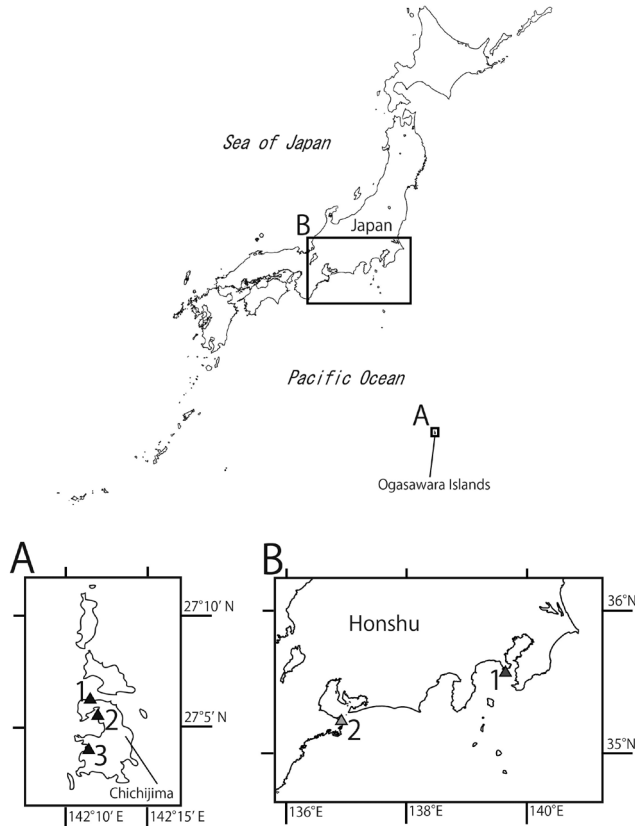 Sea of Japan
B
Japan
Pacific Ocean
A
Ogasawara Islands
A
B
27°10′ N
36°N
Honshu
1
1
2
27°5′ N
2
3
35°N
Chichijima
142°10′ E
142°15′ E
136°E
138°E
140°E